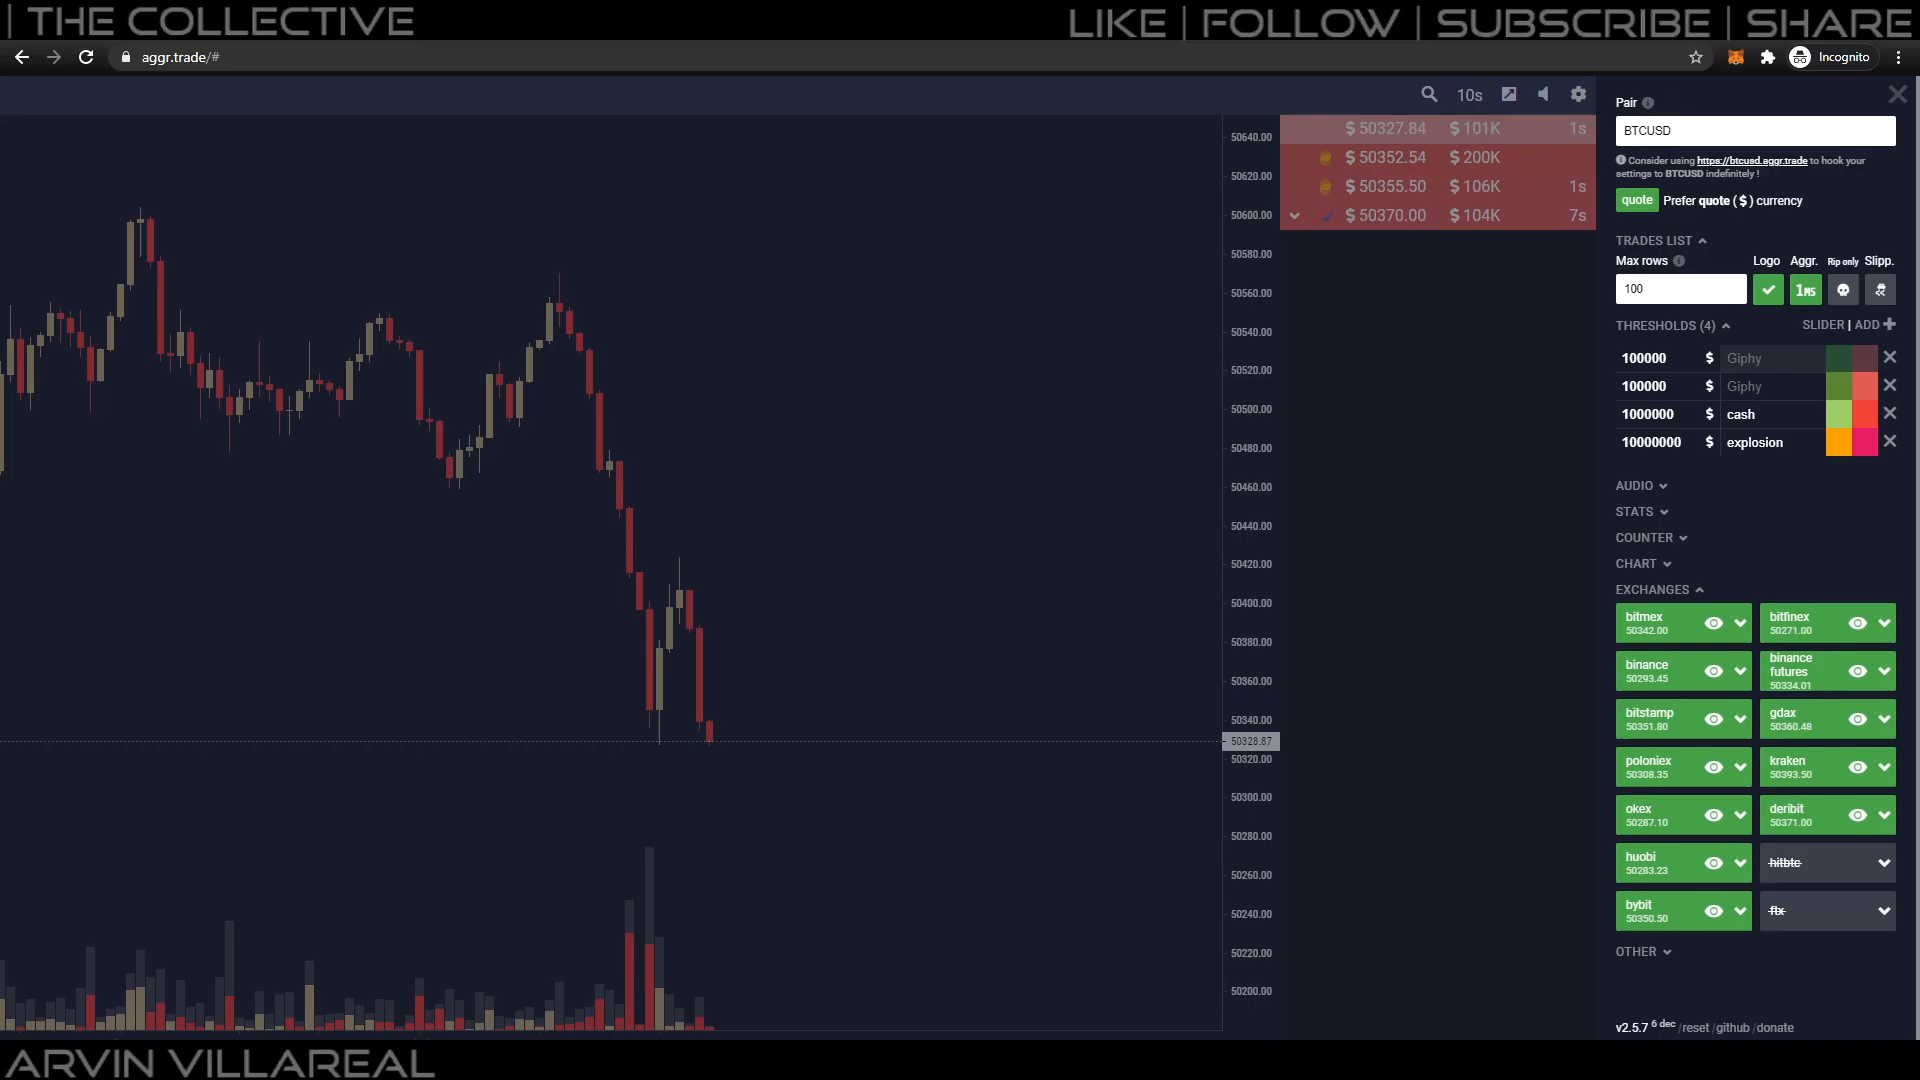 | THE COLLECTIVE
LIKE | FOLLOW | SUBSCRIBE | SHARE
aggr.trade/#
Incognito
10s
50640.00
50620.00
50600.00
50580.00
50560.00
50540.00
50520.00
50500.00
50480.00
50460.00
50440.00
50420.00
50400.00
50380.00
50360.00
50340.00
50328.87
50320.00
50300.00
50280.00
50260.00
50240.00
50220.00
50200.00
$ 50327.84 $ 101K 1s
$ 50352.54 $ 200K
$ 50355.50 $ 106K 1s
$ 50370.00 $ 104K 7s
Pair
BTCUSD
Consider using https://btcusd.aggr.trade to hook your
settings to BTCUSD indefinitely !
quote Prefer quote ($) currency
TRADES LIST
Max rows Logo Aggr. Rip only Slipp.
100 1MS
THRESHOLDS (4) SLIDER | ADD +
100000 $ Giphy
100000 $ Giphy
1000000 $ cash
10000000 $ explosion
AUDIO
STATS
COUNTER
CHART
EXCHANGES
bitmex
50342.00
bitfinex
50271.00
binance
50293.45
binance
futures
50334.01
bitstamp
50351.80
gdax
50360.48
poloniex
50308.35
kraken
50393.50
okex
50287.10
deribit
50371.00
huobi
50283.23
hitbtc
bybit
50350.50
ftx
OTHER
v2.5.7 6 dec /reset /github /donate
ARVIN VILLAREAL